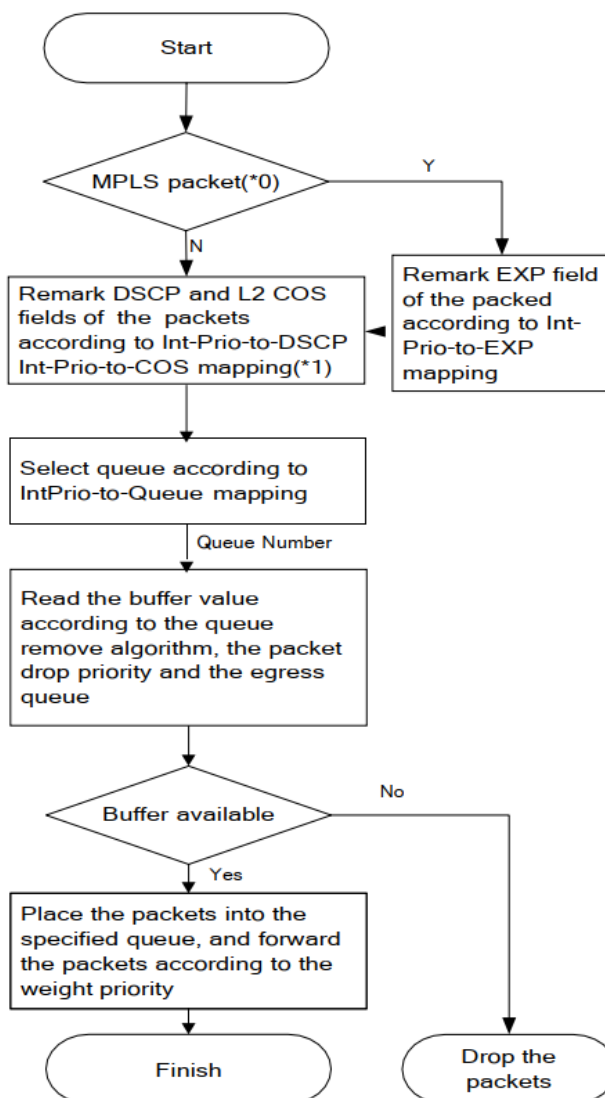 Start
MPLS packet(*0)
Y
N
Remark DSCP and L2 COS
fields of the packets
according to Int-Prio-to-DSCP
Int-Prio-to-COS mapping(*1)
Remark EXP field
of the packed
according to Int-
Prio-to-EXP
mapping
Select queue according to
IntPrio-to-Queue mapping
Queue Number
Read the buffer value
according to the queue
remove algorithm, the packet
drop priority and the egress
queue
Buffer available
No
Yes
Place the packets into the
specified queue, and forward
the packets according to the
weight priority
Finish
Drop the
packets